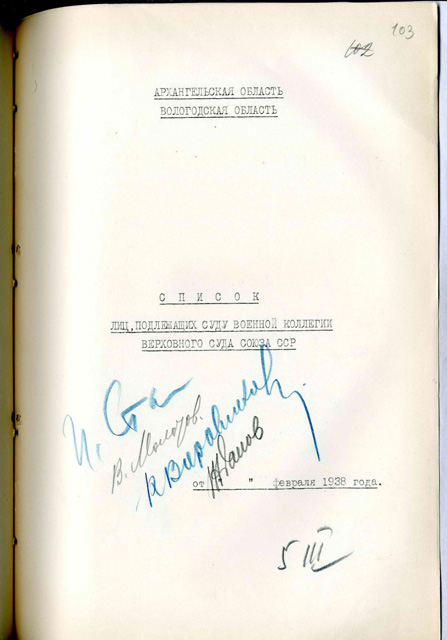 103
102
АРХАНГЕЛЬСКАЯ ОБЛАСТЬ
ВОЛОГОДСКАЯ ОБЛАСТЬ
С П И С О К
ЛИЦ, ПОДЛЕЖАЩИХ СУДУ ВОЕННОЙ КОЛЛЕГИИ
ВЕРХОВНОГО СУДА СОЮЗА ССР
И. Ст
В. Молотов.
К Ворошилов
Жданов
от " февраля 1938 года.
5 III